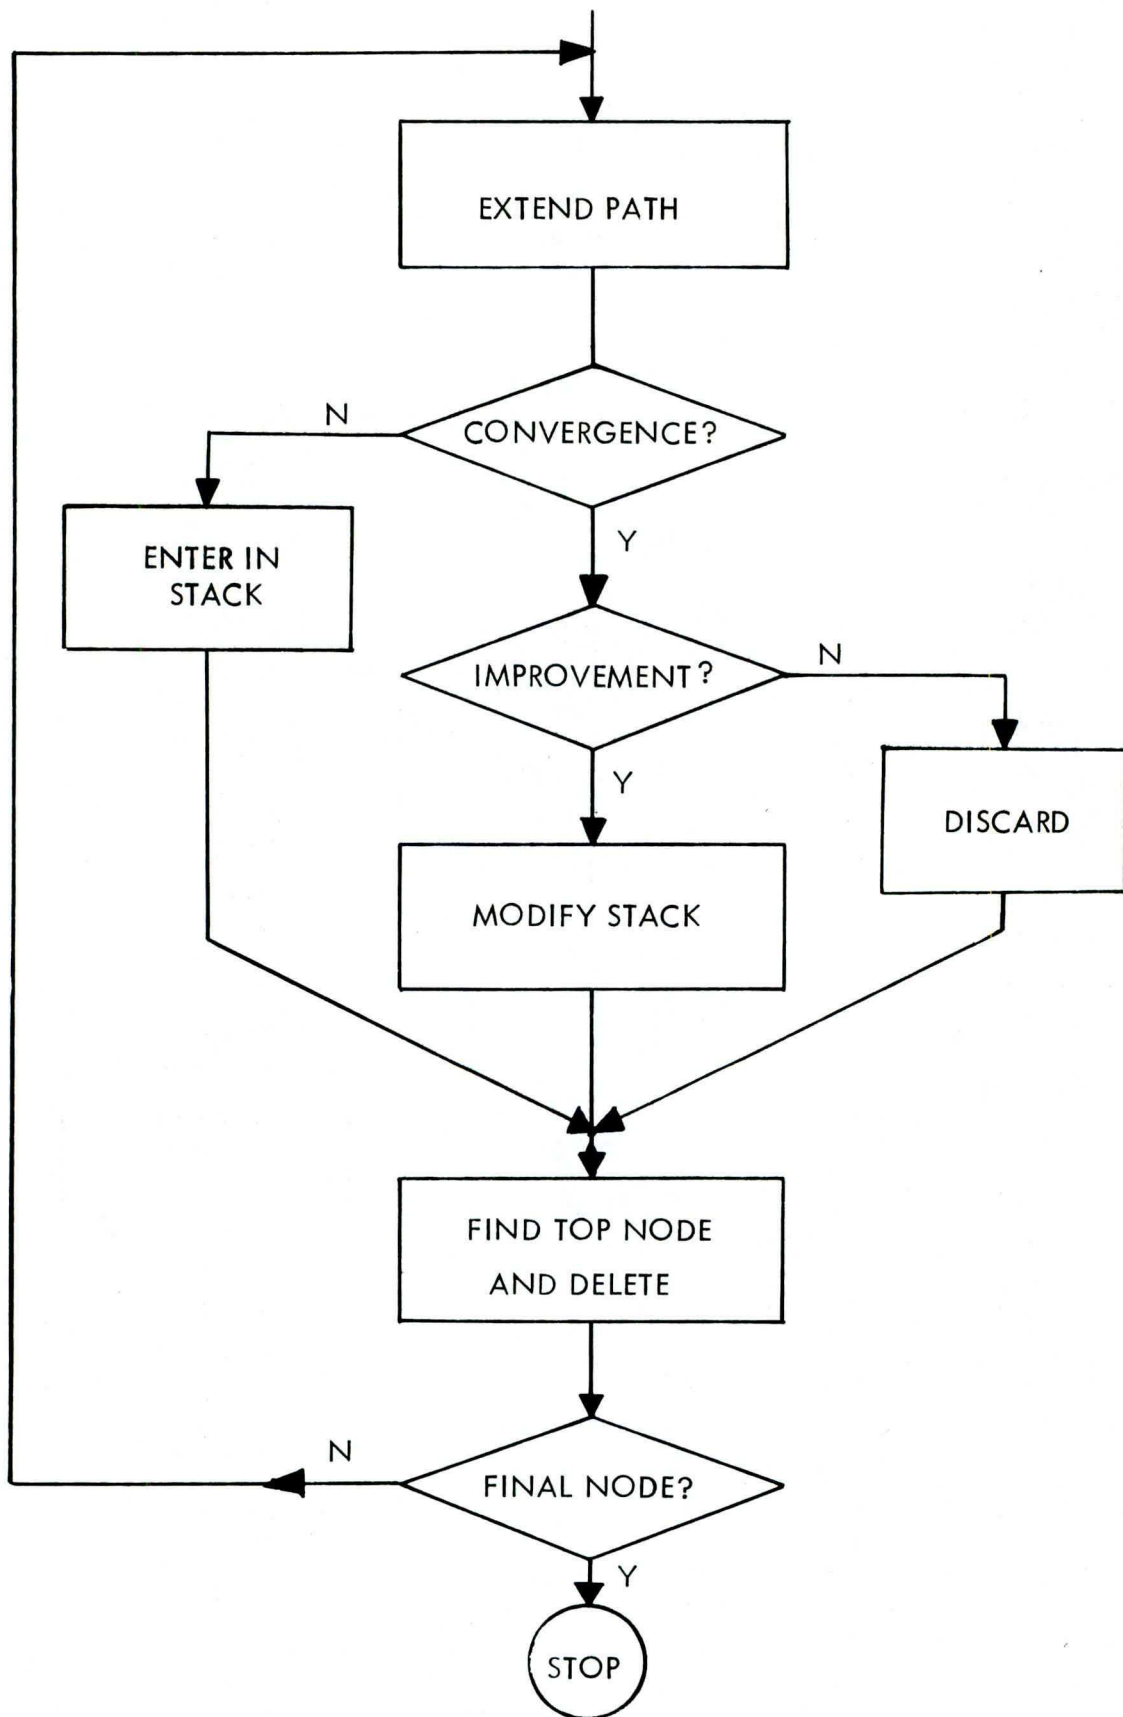 EXTEND PATH
N
CONVERGENCE?
Y
ENTER IN
STACK
IMPROVEMENT?
N
Y
DISCARD
MODIFY STACK
FIND TOP NODE
AND DELETE
N
FINAL NODE?
Y
STOP